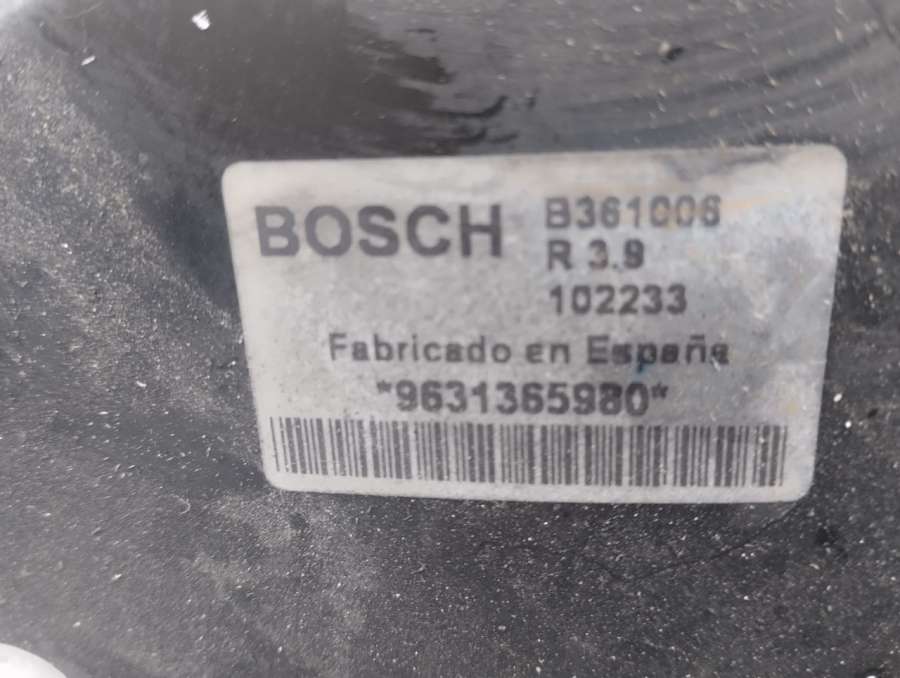 BOSCH
B361006
R 3.9
102233
Fabricado en España
*9631365980*